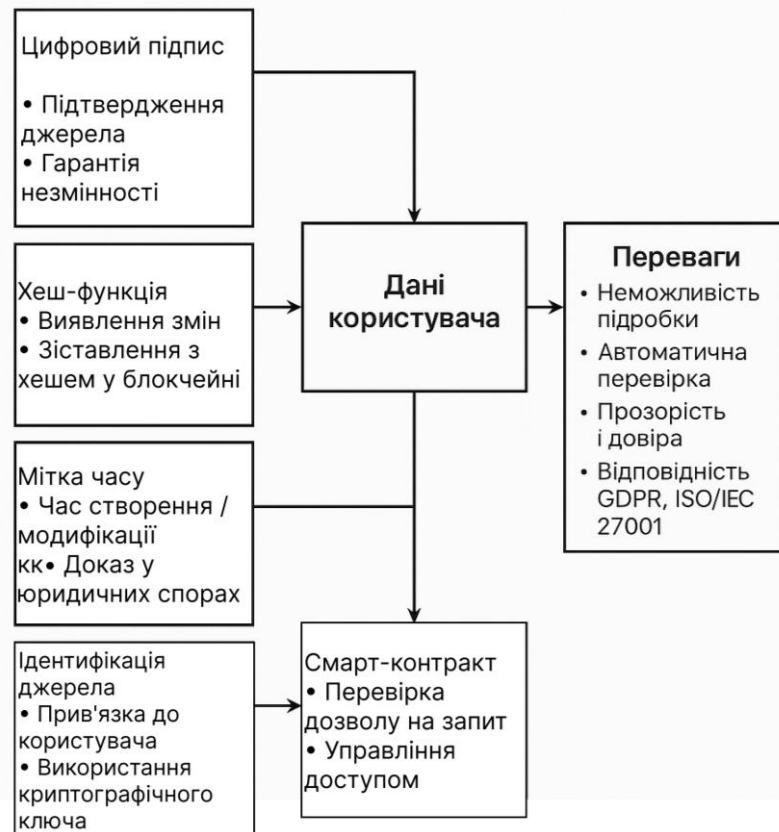 Цифровий підпис
• Підтвердження
джерела
• Гарантія
незмінності
Хеш-функція
• Виявлення змін
• Зіставлення з
хешем у блокчейні
Мітка часу
• Час створення /
модифікації
кк• Доказ у
юридичних спорах
Ідентифікація
джерела
• Прив'язка до
користувача
• Використання
криптографічного
ключа
Дані
користувача
Смарт-контракт
• Перевірка
дозволу на запит
• Управління
доступом
Переваги
• Неможливість
підробки
• Автоматична
перевірка
• Прозорість
і довіра
• Відповідність
GDPR, ISO/IEC
27001